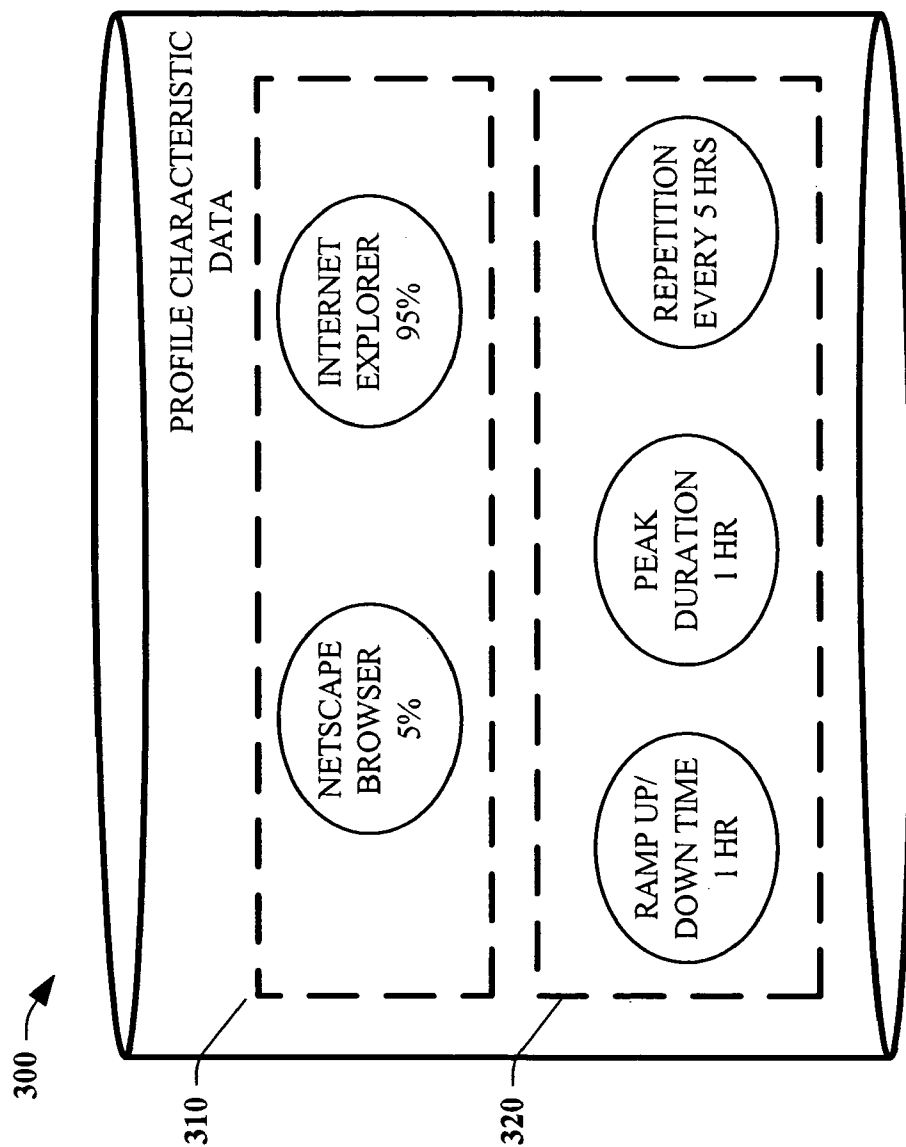 300
PROFILE CHARACTERISTIC
DATA
310
NETSCAPE
BROWSER
5%
INTERNET
EXPLORER
95%
320
RAMP UP/
DOWN TIME
1 HR
PEAK
DURATION
1 HR
REPETITION
EVERY 5 HRS